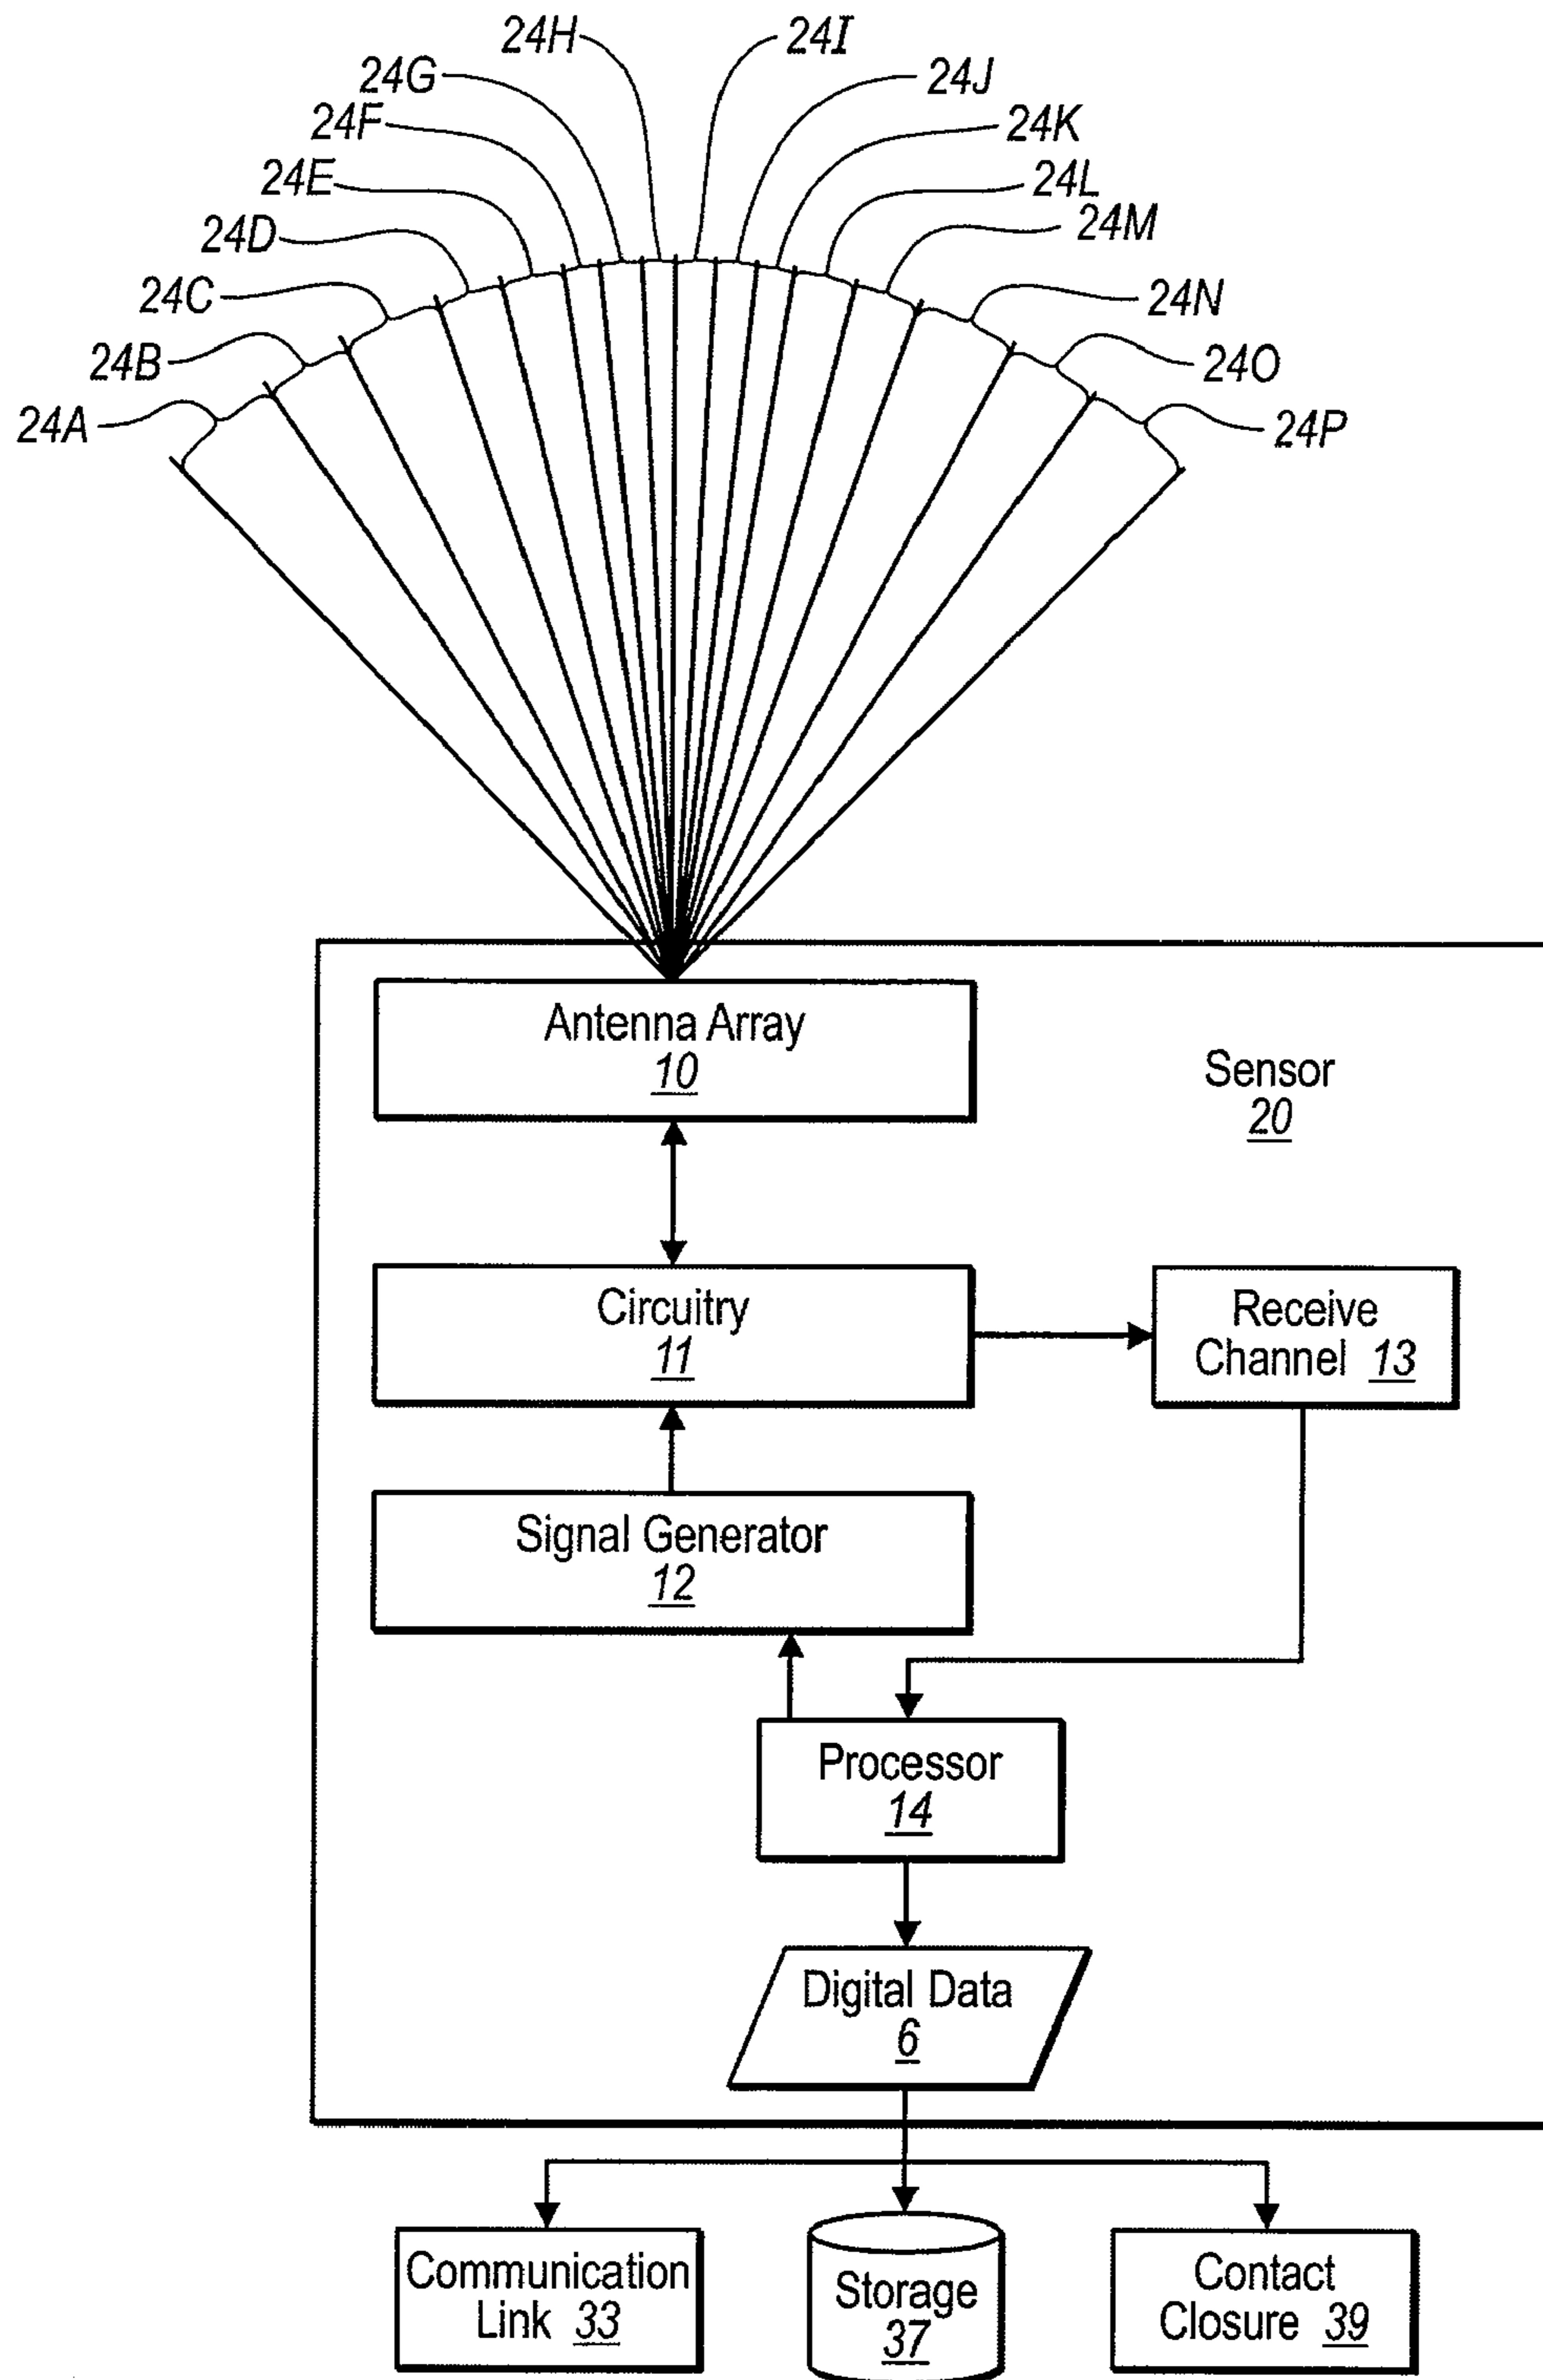 24H
24I
24G
24J
24F
24K
24E
24L
24D
24M
24C
24N
24B
24O
24A
24P
Antenna Array
10
Sensor
20
Circuitry
11
Receive
Channel 13
Signal Generator
12
Processor
14
Digital Data
6
Communication
Link 33
Storage
37
Contact
Closure 39